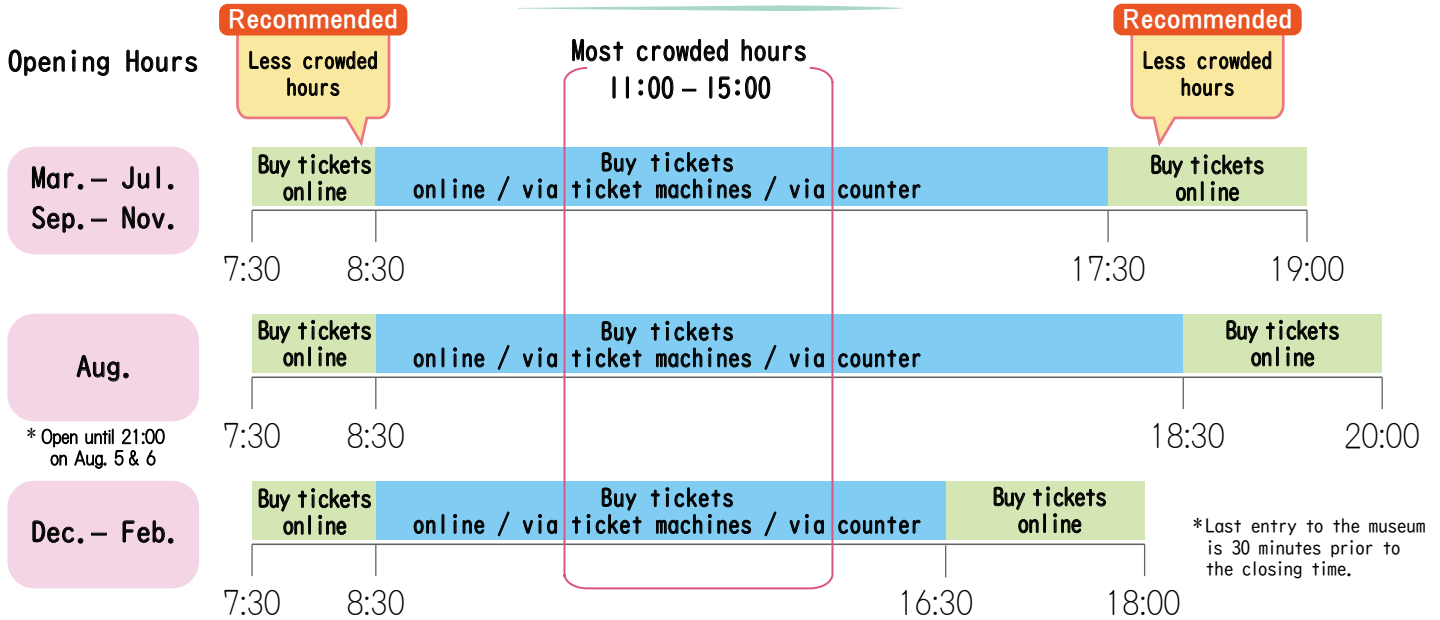 Recommended
Less crowded
hours
Opening Hours
Most crowded hours
11:00 – 15:00
Recommended
Less crowded
hours
Mar.– Jul.
Sep.– Nov.
Buy tickets
online
Buy tickets
online / via ticket machines / via counter
Buy tickets
online
7:30
8:30
17:30
19:00
Aug.
* Open until 21:00
on Aug. 5 & 6
Buy tickets
online
Buy tickets
online / via ticket machines / via counter
Buy tickets
online
7:30
8:30
18:30
20:00
Dec.– Feb.
Buy tickets
online
Buy tickets
online / via ticket machines / via counter
Buy tickets
online
7:30
8:30
16:30
18:00
*Last entry to the museum
is 30 minutes prior to
the closing time.